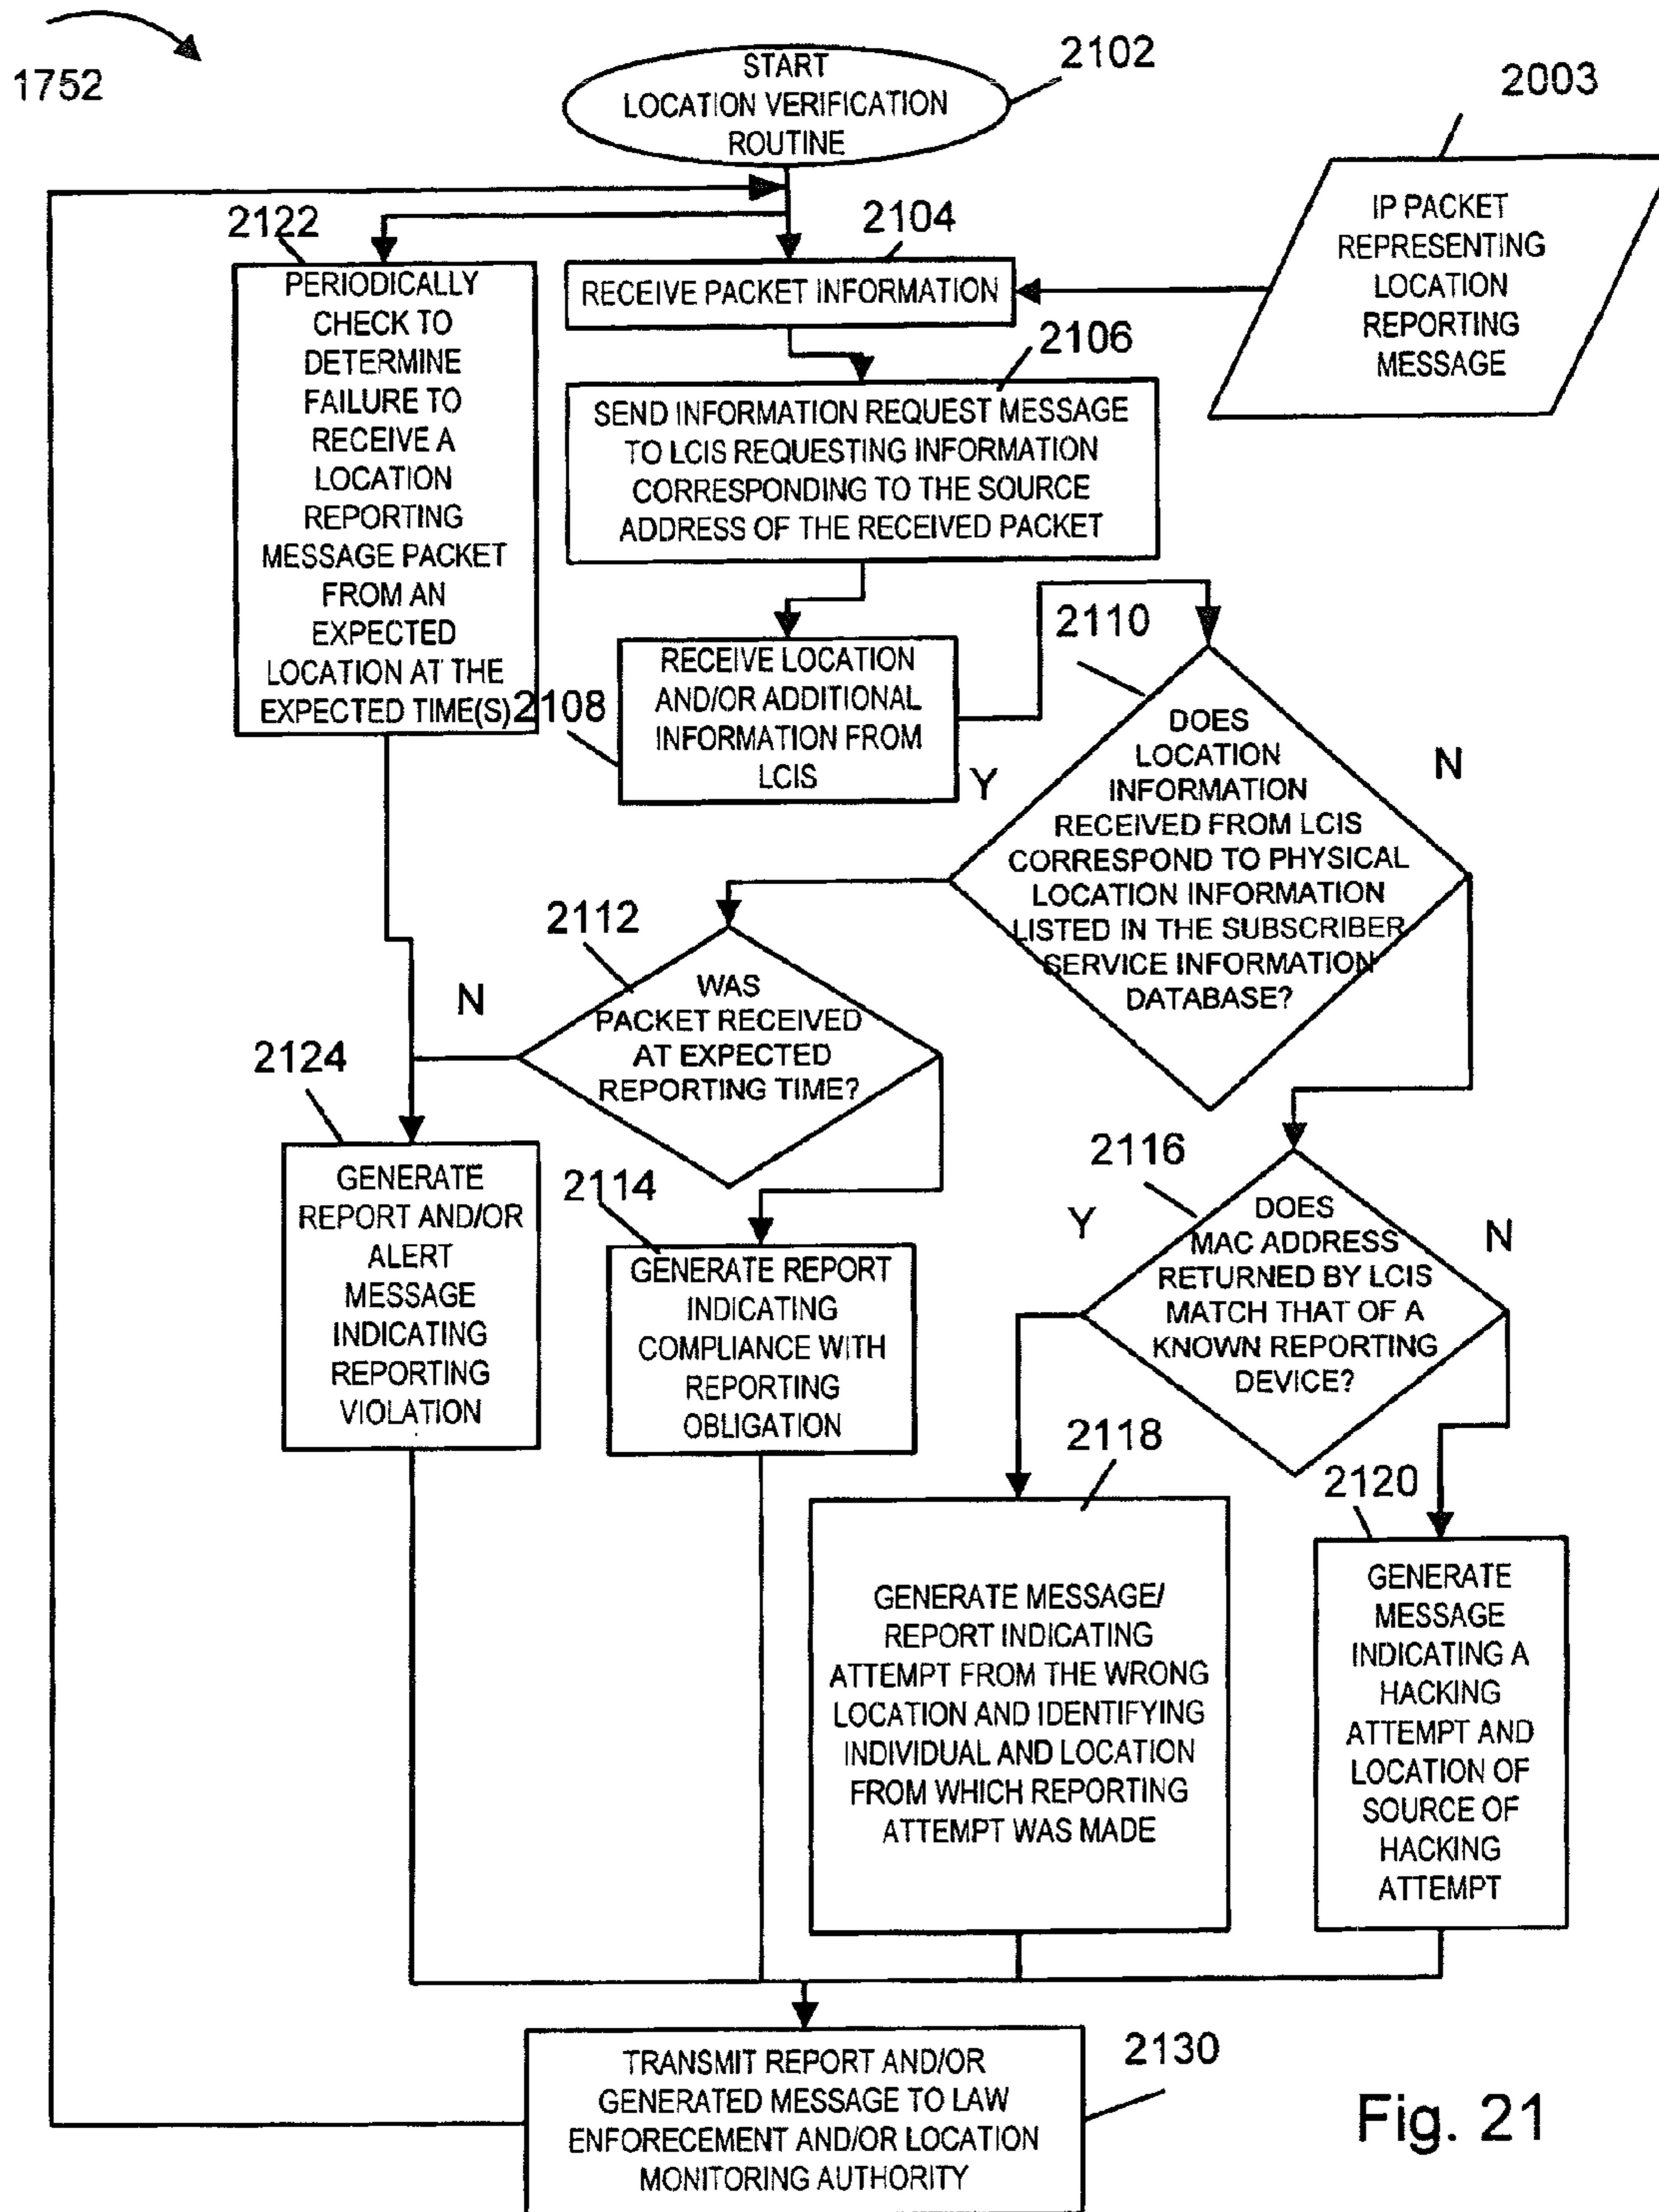 1752
START
LOCATION VERIFICATION
ROUTINE
2102
2003
IP PACKET
REPRESENTING
LOCATION
REPORTING
MESSAGE
2122
PERIODICALLY
CHECK TO
DETERMINE
FAILURE TO
RECEIVE A
LOCATION
REPORTING
MESSAGE PACKET
FROM AN
EXPECTED
LOCATION AT THE
EXPECTED TIME(S)
2104
RECEIVE PACKET INFORMATION
2106
SEND INFORMATION REQUEST MESSAGE
TO LCIS REQUESTING INFORMATION
CORRESPONDING TO THE SOURCE
ADDRESS OF THE RECEIVED PACKET
2108
RECEIVE LOCATION
AND/OR ADDITIONAL
INFORMATION FROM
LCIS
2110
Y
N
DOES
LOCATION
INFORMATION
RECEIVED FROM LCIS
CORRESPOND TO PHYSICAL
LOCATION INFORMATION
LISTED IN THE SUBSCRIBER
SERVICE INFORMATION
DATABASE?
2112
N
WAS
PACKET RECEIVED
AT EXPECTED
REPORTING TIME?
2124
GENERATE
REPORT AND/OR
ALERT
MESSAGE
INDICATING
REPORTING
VIOLATION
2114
GENERATE REPORT
INDICATING
COMPLIANCE WITH
REPORTING
OBLIGATION
2116
Y
N
DOES
MAC ADDRESS
RETURNED BY LCIS
MATCH THAT OF A
KNOWN REPORTING
DEVICE?
2118
GENERATE MESSAGE/
REPORT INDICATING
ATTEMPT FROM THE WRONG
LOCATION AND IDENTIFYING
INDIVIDUAL AND LOCATION
FROM WHICH REPORTING
ATTEMPT WAS MADE
2120
GENERATE
MESSAGE
INDICATING A
HACKING
ATTEMPT AND
LOCATION OF
SOURCE OF
HACKING
ATTEMPT
2130
TRANSMIT REPORT AND/OR
GENERATED MESSAGE TO LAW
ENFORECEMENT AND/OR LOCATION
MONITORING AUTHORITY
Fig. 21